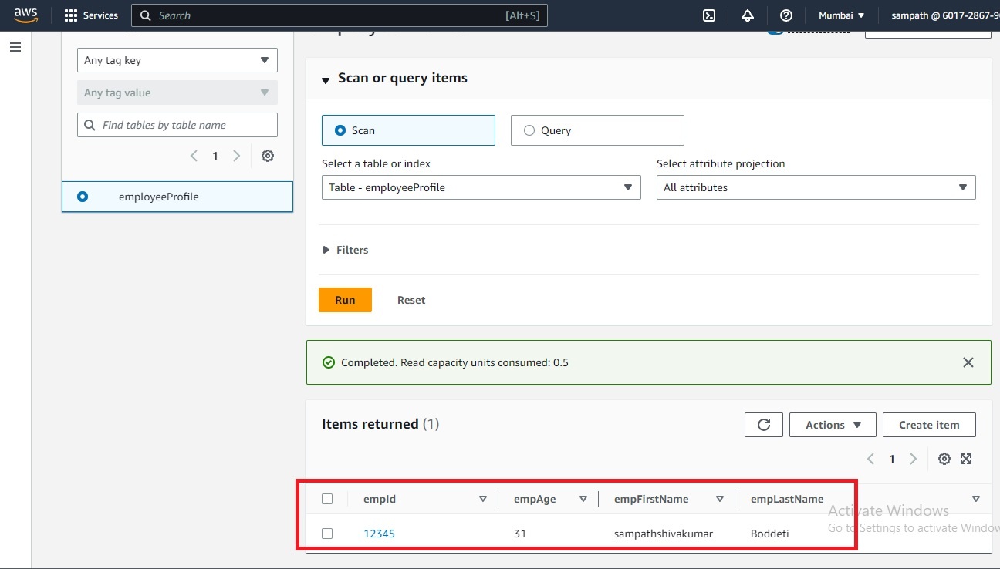 aws Services Search [Alt+S] Mumbai sampath @ 6017-2867-9
Any tag key
Any tag value
Find tables by table name
1
employeeProfile
Scan or query items
Scan Query
Select a table or index Select attribute projection
Table - employeeProfile All attributes
Filters
Run Reset
Completed. Read capacity units consumed: 0.5
Items returned (1) Actions Create item
1
empId empAge empFirstName empLastName
12345 31 sampathshivakumar Boddeti
Activate Windows
Go to Settings to activate Window